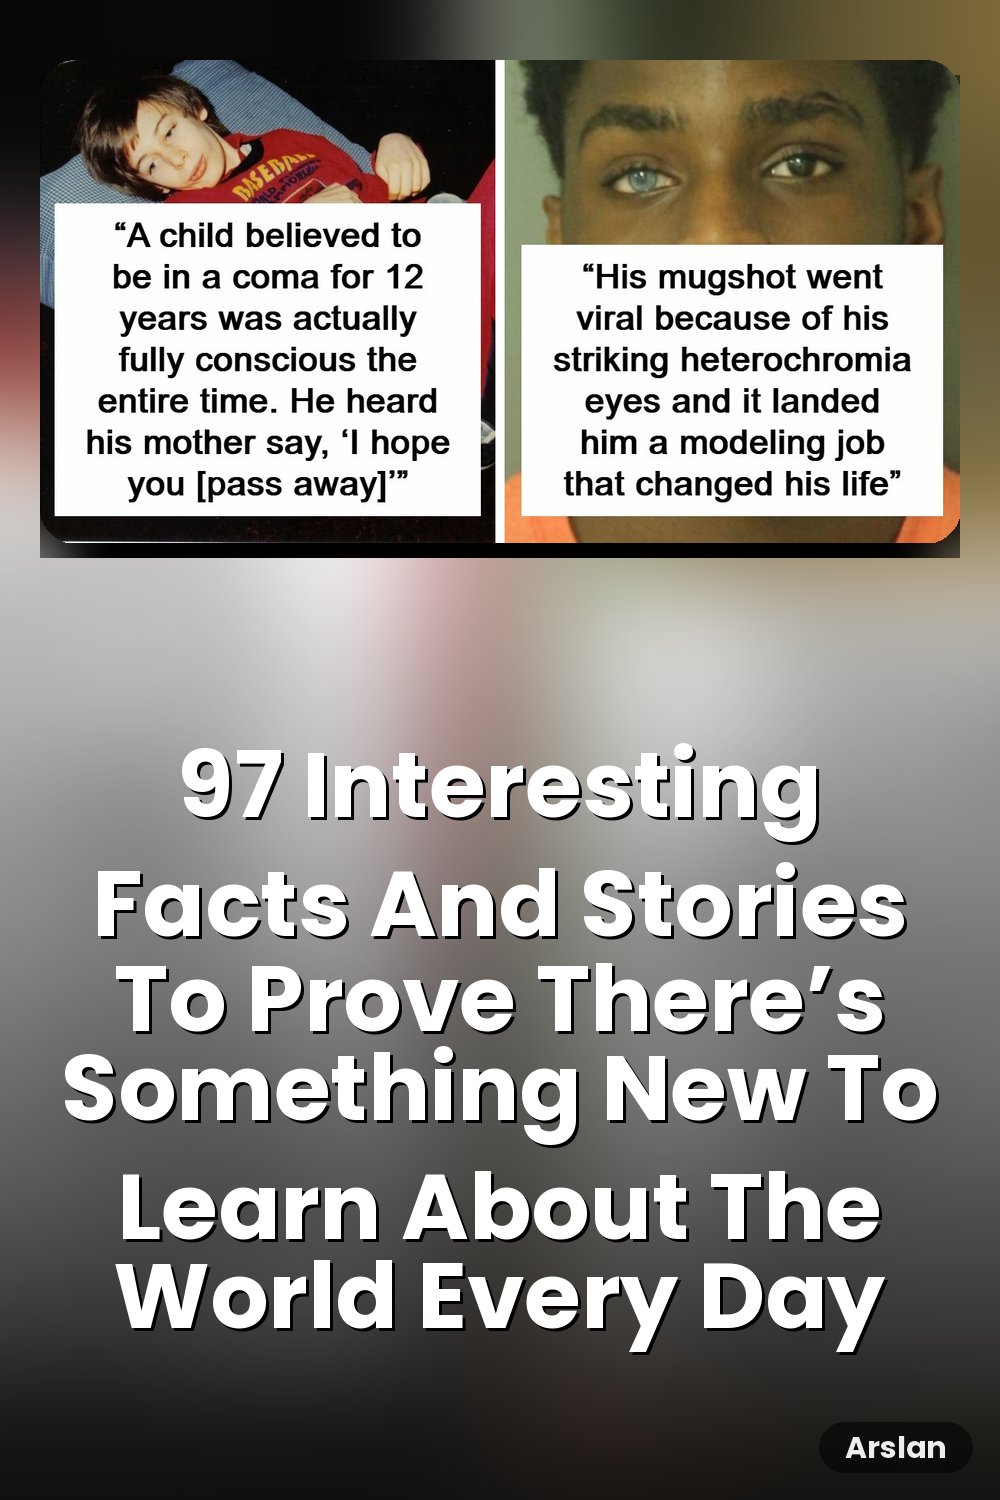 BASEBALL
“A child believed to
be in a coma for 12
years was actually
fully conscious the
entire time. He heard
his mother say, ‘I hope
you [pass away]’”
“His mugshot went
viral because of his
striking heterochromia
eyes and it landed
him a modeling job
that changed his life”
97 Interesting
Facts And Stories
To Prove There’s
Something New To
Learn About The
World Every Day
Arslan